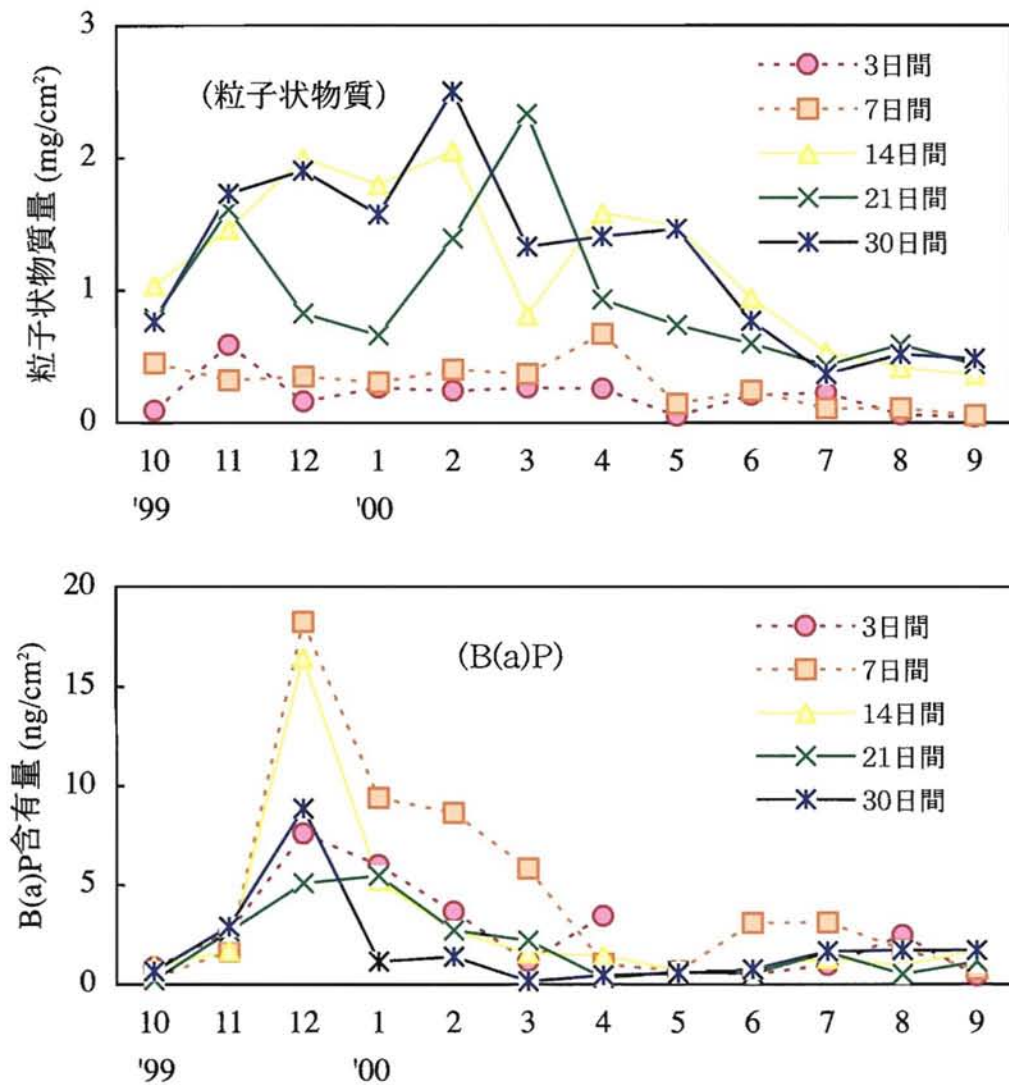 粒子状物質量 (mg/cm²)
3
2
1
0
(粒子状物質)
3日間
7日間
14日間
21日間
30日間
10 11 12 1 2 3 4 5 6 7 8 9
'99 '00
B(a)P含有量 (ng/cm²)
20
15
10
5
0
(B(a)P)
3日間
7日間
14日間
21日間
30日間
10 11 12 1 2 3 4 5 6 7 8 9
'99 '00